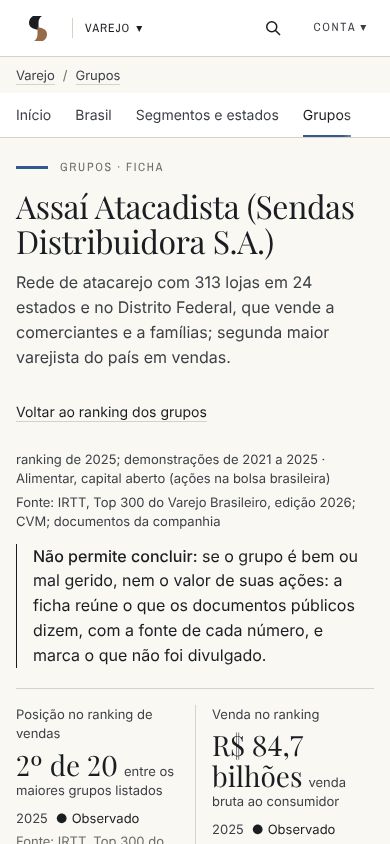 VAREJO ▼
CONTA ▼
Varejo / Grupos
Início Brasil Segmentos e estados Grupos
GRUPOS · FICHA
Assaí Atacadista (Sendas
Distribuidora S.A.)
Rede de atacarejo com 313 lojas em 24
estados e no Distrito Federal, que vende a
comerciantes e a famílias; segunda maior
varejista do país em vendas.
Voltar ao ranking dos grupos
ranking de 2025; demonstrações de 2021 a 2025 ·
Alimentar, capital aberto (ações na bolsa brasileira)
Fonte: IRTT, Top 300 do Varejo Brasileiro, edição 2026;
CVM; documentos da companhia
Não permite concluir: se o grupo é bem ou
mal gerido, nem o valor de suas ações: a
ficha reúne o que os documentos públicos
dizem, com a fonte de cada número, e
marca o que não foi divulgado.
Posição no ranking de
vendas
2º de 20 entre os
maiores grupos listados
2025 ● Observado
Fonte: IRTT, Top 300 do
Venda no ranking
R$ 84,7
bilhões venda
bruta ao consumidor
2025 ● Observado